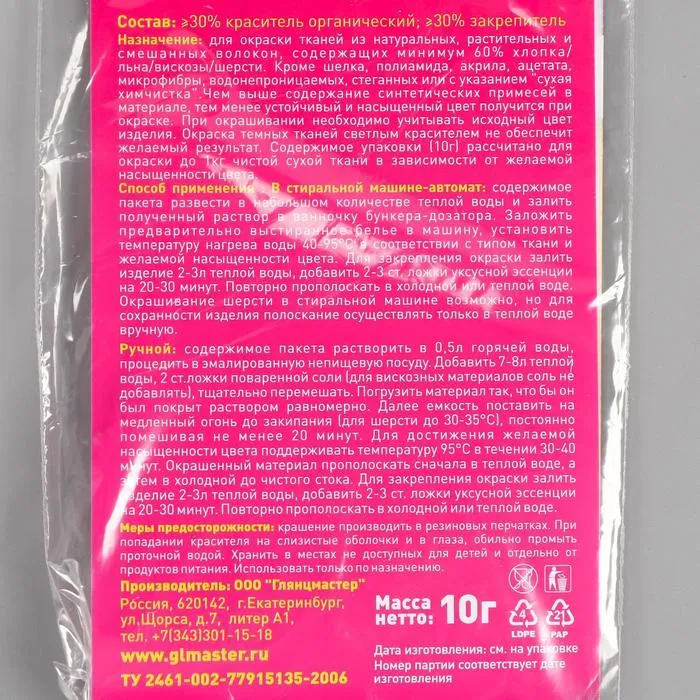 Состав: ≥30% краситель органический; ≥30% закрепитель
Назначение: для окраски тканей из натуральных, растительных и
смешанных волокон, содержащих минимум 60% хлопка/
льна/вискозы/шерсти. Кроме шелка, полиамида, акрила, ацетата,
микрофибры, водонепроницаемых, стеганных или с указанием "сухая
химчистка".Чем выше содержание синтетических примесей в
материале, тем менее устойчивый и насыщенный цвет получится при
окраске. При окрашивании необходимо учитывать исходный цвет
изделия. Окраска темных тканей светлым красителем не обеспечит
желаемый результат. Содержимое упаковки (10г) рассчитано для
окраски до 1кг чистой сухой ткани в зависимости от желаемой
насыщенности цвета.
Способ применения : В стиральной машине-автомат: содержимое
пакета развести в небольшом количестве теплой воды и залить
полученный раствор в ванночку бункера-дозатора. Заложить
предварительно выстиранное белье в машину, установить
температуру нагрева воды 40-95°С в соответствии с типом ткани и
желаемой насыщенности цвета. Для закрепления окраски залить
изделие 2-3л теплой воды, добавить 2-3 ст. ложки уксусной эссенции
на 20-30 минут. Повторно прополоскать в холодной или теплой воде.
Окрашивание шерсти в стиральной машине возможно, но для
сохранности изделия полоскание осуществлять только в теплой воде
вручную.
Ручной: содержимое пакета растворить в 0,5л горячей воды,
процедить в эмалированную непищевую посуду. Добавить 7-8л теплой
воды, 2 ст.ложки поваренной соли (для вискозных материалов соль не
добавлять), тщательно перемешать. Погрузить материал так, что бы он
был покрыт раствором равномерно. Далее емкость поставить на
медленный огонь до закипания (для шерсти до 30-35°С), постоянно
помешивая не менее 20 минут. Для достижения желаемой
насыщенности цвета поддерживать температуру 95°С в течении 30-40
минут. Окрашенный материал прополоскать сначала в теплой воде, а
затем в холодной до чистого стока. Для закрепления окраски залить
изделие 2-3л теплой воды, добавить 2-3 ст. ложки уксусной эссенции
на 20-30 минут. Повторно прополоскать в холодной или теплой воде.
Меры предосторожности: крашение производить в резиновых перчатках. При
попадании красителя на слизистые оболочки и в глаза, обильно промыть
проточной водой. Хранить в местах не доступных для детей и отдельно от
продуктов питания. Использовать только по назначению.
Производитель: ООО "Глянцмастер"
Россия, 620142, г.Екатеринбург,
ул.Щорса, д.7, литер А1,
тел. +7(343)301-15-18
www.glmaster.ru
ТУ 2461-002-77915135-2006
Масса
нетто: 10г
4 21
LDPE PAP
Дата изготовления: см. на упаковке
Номер партии соответствует дате
изготовления